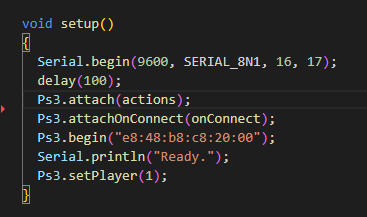 void setup()
{
Serial.begin(9600, SERIAL_8N1, 16, 17);
delay(100);
Ps3.attach(actions);
Ps3.attachOnConnect(onConnect);
Ps3.begin("e8:48:b8:c8:20:00");
Serial.println("Ready.");
Ps3.setPlayer(1);
}